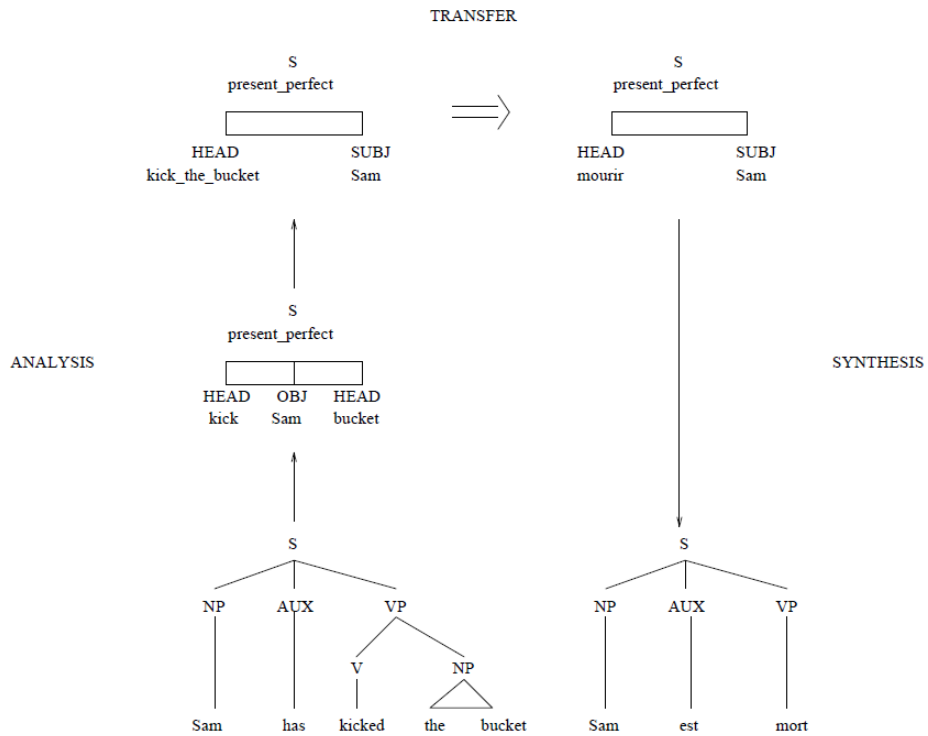 TRANSFER
S S
present_perfect present_perfect
HEAD SUBJ HEAD SUBJ
kick_the_bucket Sam mourir Sam
S
present_perfect
ANALYSIS SYNTHESIS
HEAD OBJ HEAD
kick Sam bucket
S S
NP AUX VP NP AUX VP
V NP
Sam has kicked the bucket Sam est mort